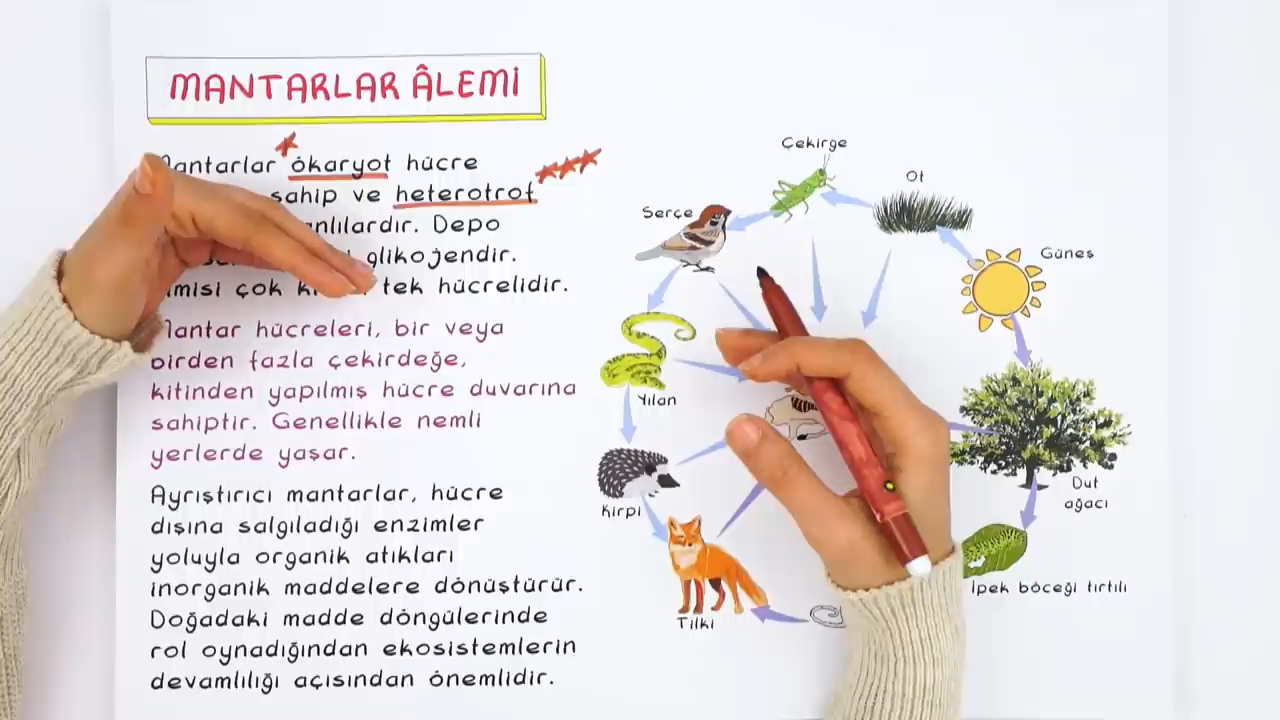 MANTARLAR ÂLEMİ
Mantarlar ökaryot hücre
sahip ve heterotrof
Depo
glikojendir.
çok tek hücrelidir.
Mantar hücreleri, bir veya
birden fazla çekirdeğe,
kitinden yapılmış hücre duvarına
sahiptir. Genellikle nemli
yerlerde yaşar.
Ayrıştırıcı mantarlar, hücre
dışına salgıladığı enzimler
yoluyla organik atıkları
inorganik maddelere dönüştürür.
Doğadaki madde döngülerinde
rol oynadığından ekosistemlerin
devamlılığı açısından önemlidir.
Çekirge
Ot
Serçe
Güneş
Yılan
Dut
ağacı
Kirpi
İpek böceği tırtılı
Tilki